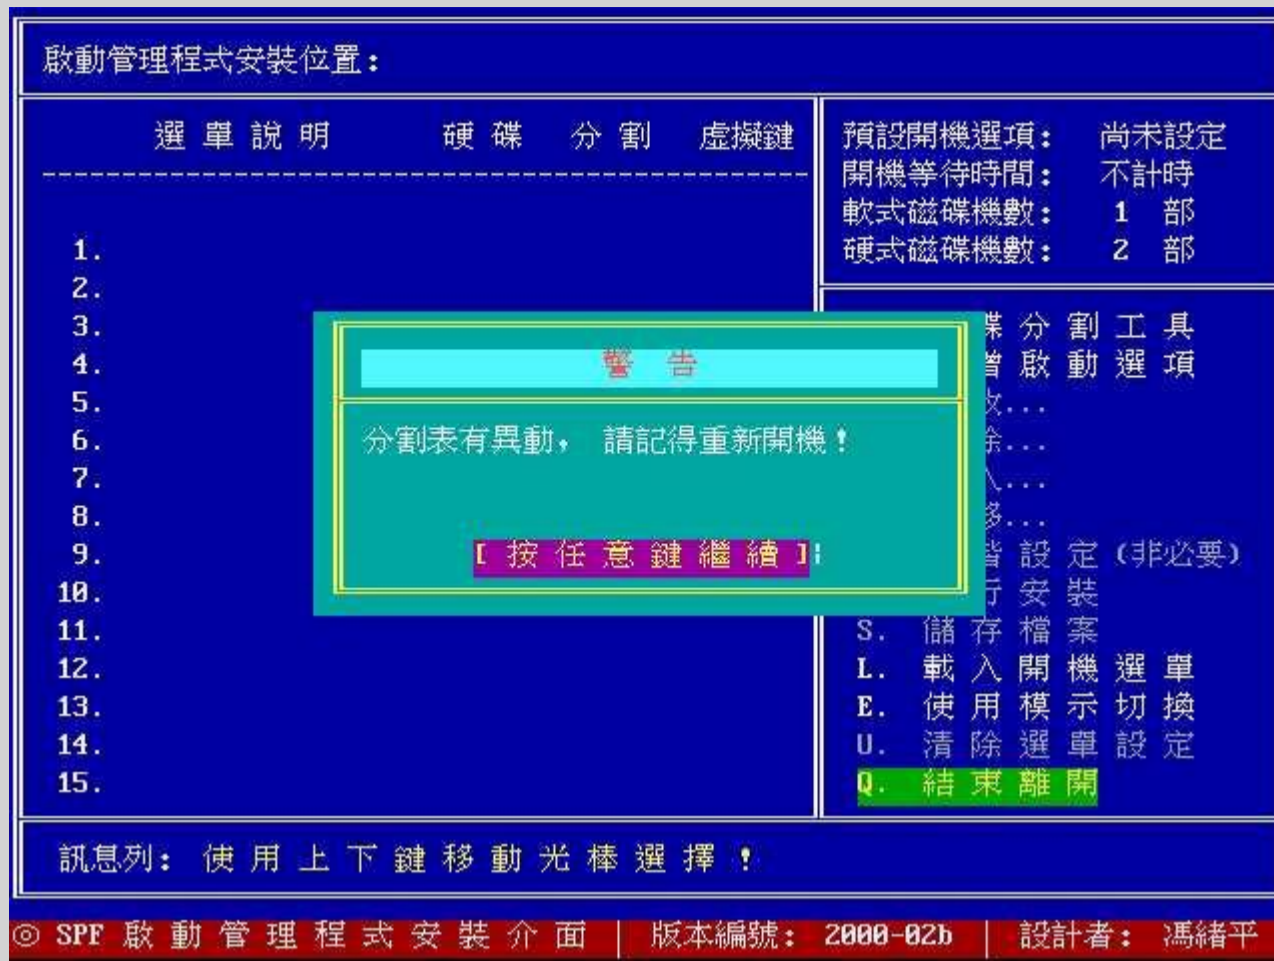 啟動管理程式安裝位置:
選單說明 硬碟 分割 虛擬鍵
1.
2.
3.
4.
5.
6.
7.
8.
9.
10.
11.
12.
13.
14.
15.
預設開機選項: 尚未設定
開機等待時間: 不計時
軟式磁碟機數: 1 部
硬式磁碟機數: 2 部
分割工具
啟動選項
...
...
...
...
設定(非必要)
安裝
S. 儲存檔案
L. 載入開機選單
E. 使用模示切換
U. 清除選單設定
Q. 結束離開
警告
分割表有異動, 請記得重新開機!
[按任意鍵繼續]
訊息列: 使用上下鍵移動光棒選擇!
◎ SPF 啟動管理程式安裝介面 | 版本編號: 2000-02b | 設計者: 馮緒平